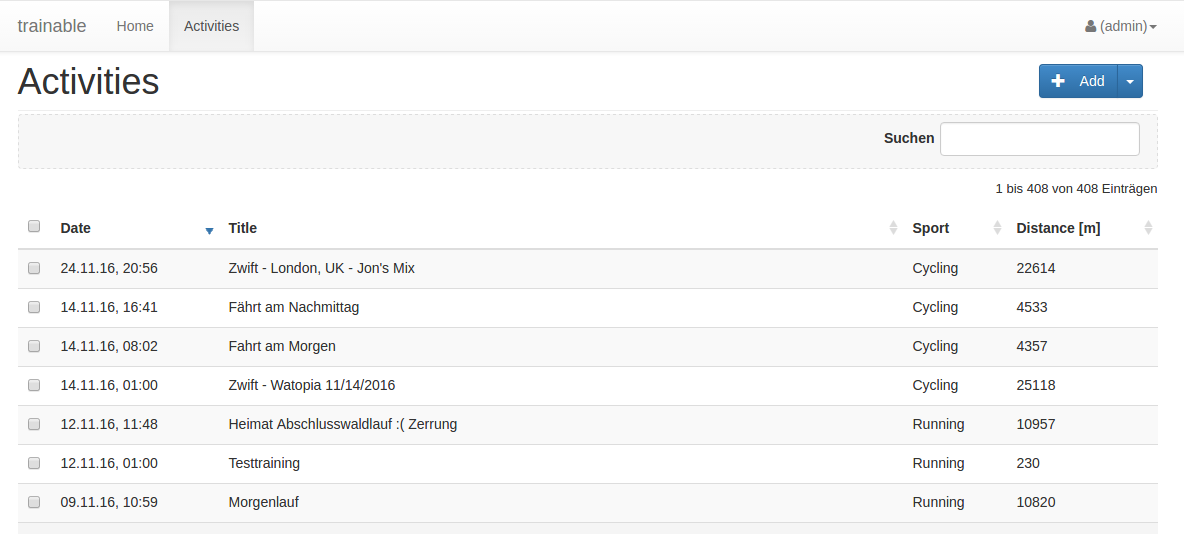 trainable Home Activities (admin)
Activities Add
Suchen
1 bis 408 von 408 Einträgen
Date Title Sport Distance [m]
24.11.16, 20:56 Zwift - London, UK - Jon's Mix Cycling 22614
14.11.16, 16:41 Fährt am Nachmittag Cycling 4533
14.11.16, 08:02 Fahrt am Morgen Cycling 4357
14.11.16, 01:00 Zwift - Watopia 11/14/2016 Cycling 25118
12.11.16, 11:48 Heimat Abschlusswaldlauf :( Zerrung Running 10957
12.11.16, 01:00 Testtraining Running 230
09.11.16, 10:59 Morgenlauf Running 10820